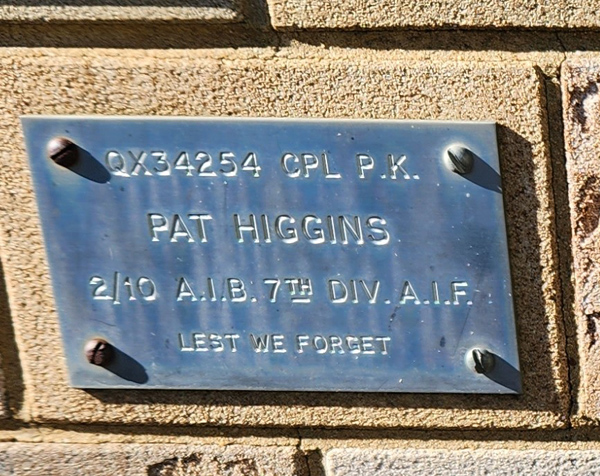 QX34254 CPL P.K.
PAT HIGGINS
2/10 A.I.B. 7TH DIV. A.I.F.
LEST WE FORGET